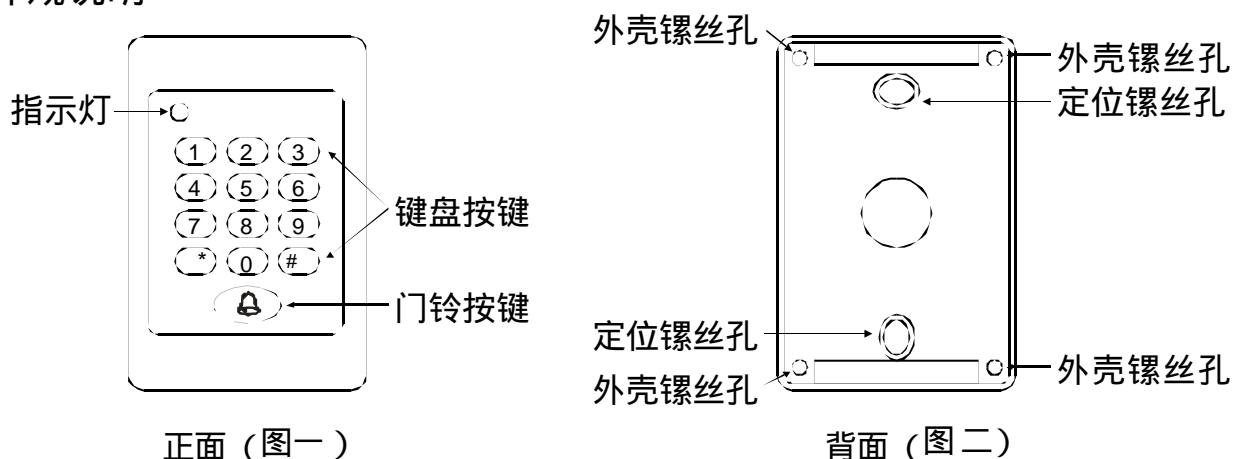 指示灯
1 2 3
4 5 6
7 8 9
* 0 #
键盘按键
门铃按键
正面（图一）
外壳镙丝孔
外壳镙丝孔
定位镙丝孔
定位镙丝孔
外壳镙丝孔
外壳镙丝孔
背面（图二）